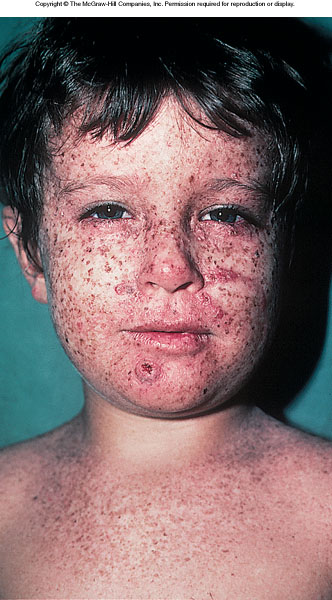 Copyright © The McGraw-Hill Companies, Inc. Permission required for reproduction or display.